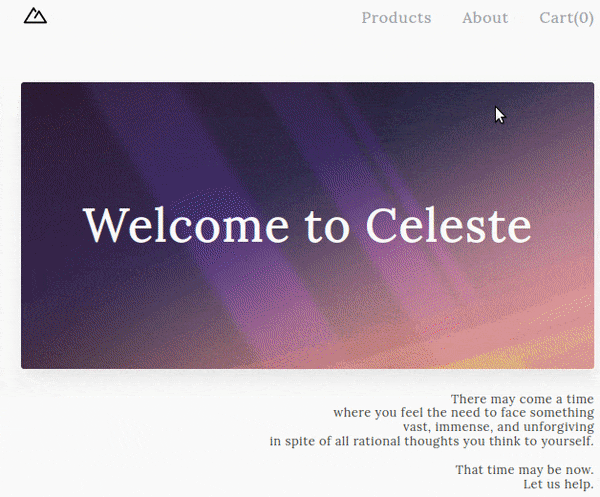 Products About Cart(0)
Welcome to Celeste
There may come a time
where you feel the need to face something
vast, immense, and unforgiving
in spite of all rational thoughts you think to yourself.
That time may be now.
Let us help.